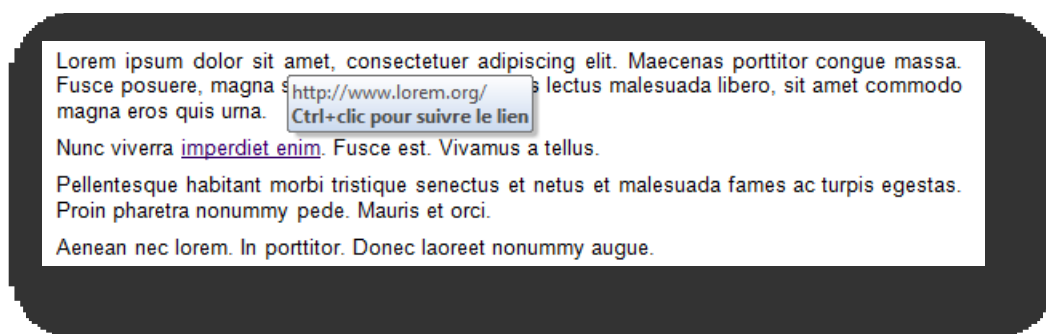 Lorem ipsum dolor sit amet, consectetuer adipiscing elit. Maecenas porttitor congue massa.
Fusce posuere, magna s lectus malesuada libero, sit amet commodo
magna eros quis urna.
http://www.lorem.org/
Ctrl+clic pour suivre le lien
Nunc viverra imperdiet enim. Fusce est. Vivamus a tellus.
Pellentesque habitant morbi tristique senectus et netus et malesuada fames ac turpis egestas.
Proin pharetra nonummy pede. Mauris et orci.
Aenean nec lorem. In porttitor. Donec laoreet nonummy augue.